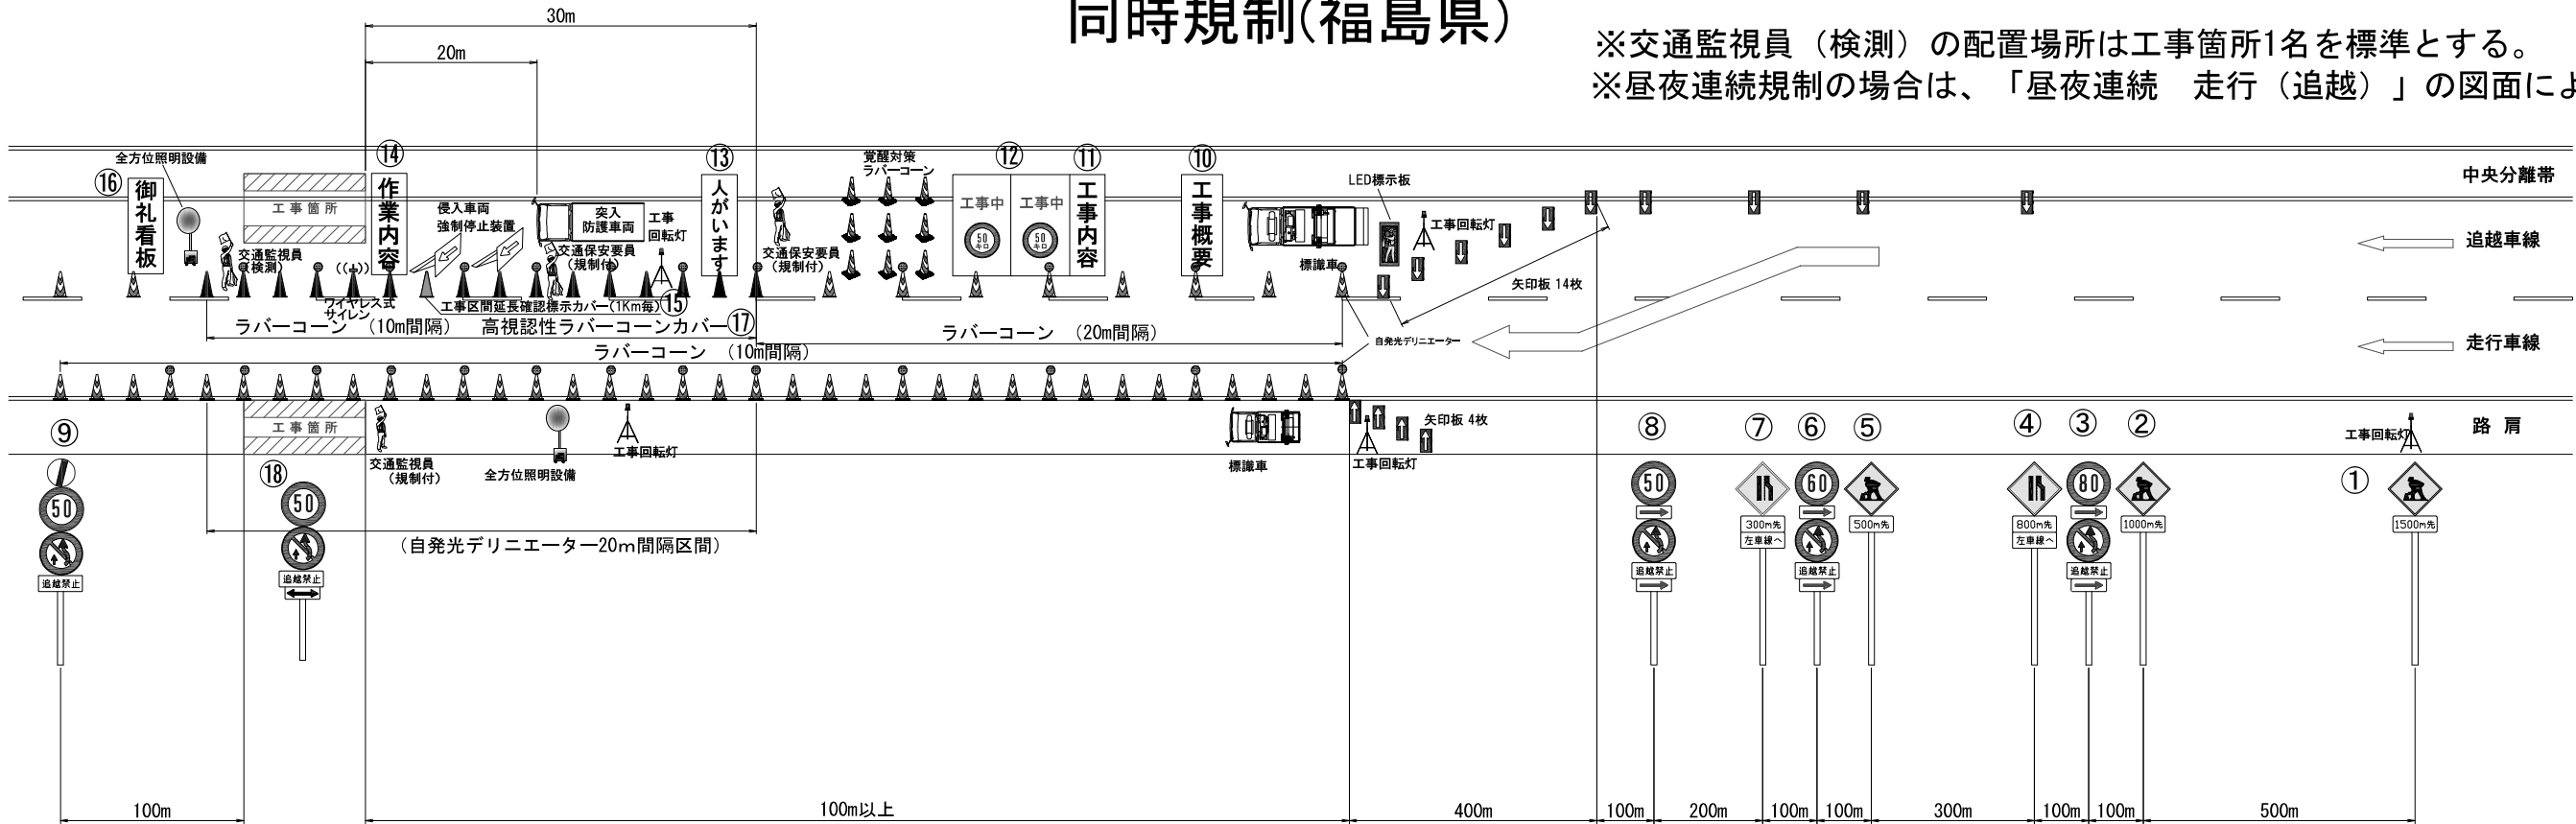 同時規制(福島県)
※交通監視員（検測）の配置場所は工事箇所1名を標準とする。
※昼夜連続規制の場合は、「昼夜連続　走行（追越）」の図面によ
30m
20m
⑯
全方位照明設備
御礼看板
工事箇所
⑭
作業内容
侵入車両
強制停止装置
突入
防護車両
工事
回転灯
⑬
人がいます
覚醒対策
ラバーコーン
⑫
工事中
50
キロ
工事中
50
キロ
⑪
工事内容
⑩
工事概要
LED標示板
工事回転灯
中央分離帯
交通監視員
（検測）
交通保安要員
（規制付）
交通保安要員
（規制付）
標識車
矢印板 14枚
追越車線
ワイヤレス式
サイレン
工事区間延長確認標示カバー(1Km毎)
⑮
ラバーコーン　（10m間隔）
高視認性ラバーコーンカバー
⑰
ラバーコーン　（20m間隔）
自発光デリニエーター
走行車線
ラバーコーン　（10m間隔）
⑨
工事箇所
交通監視員
（規制付）
全方位照明設備
工事回転灯
標識車
工事回転灯
矢印板 4枚
⑧
⑦
⑥
⑤
④
③
②
工事回転灯
路　肩
①
50
追越禁止
⑱
50
追越禁止
(自発光デリニエーター20m間隔区間)
50
追越禁止
300m先
左車線へ
60
追越禁止
500m先
800m先
左車線へ
80
追越禁止
1000m先
1500m先
100m
100m以上
400m
100m
200m
100m
100m
300m
100m
100m
500m